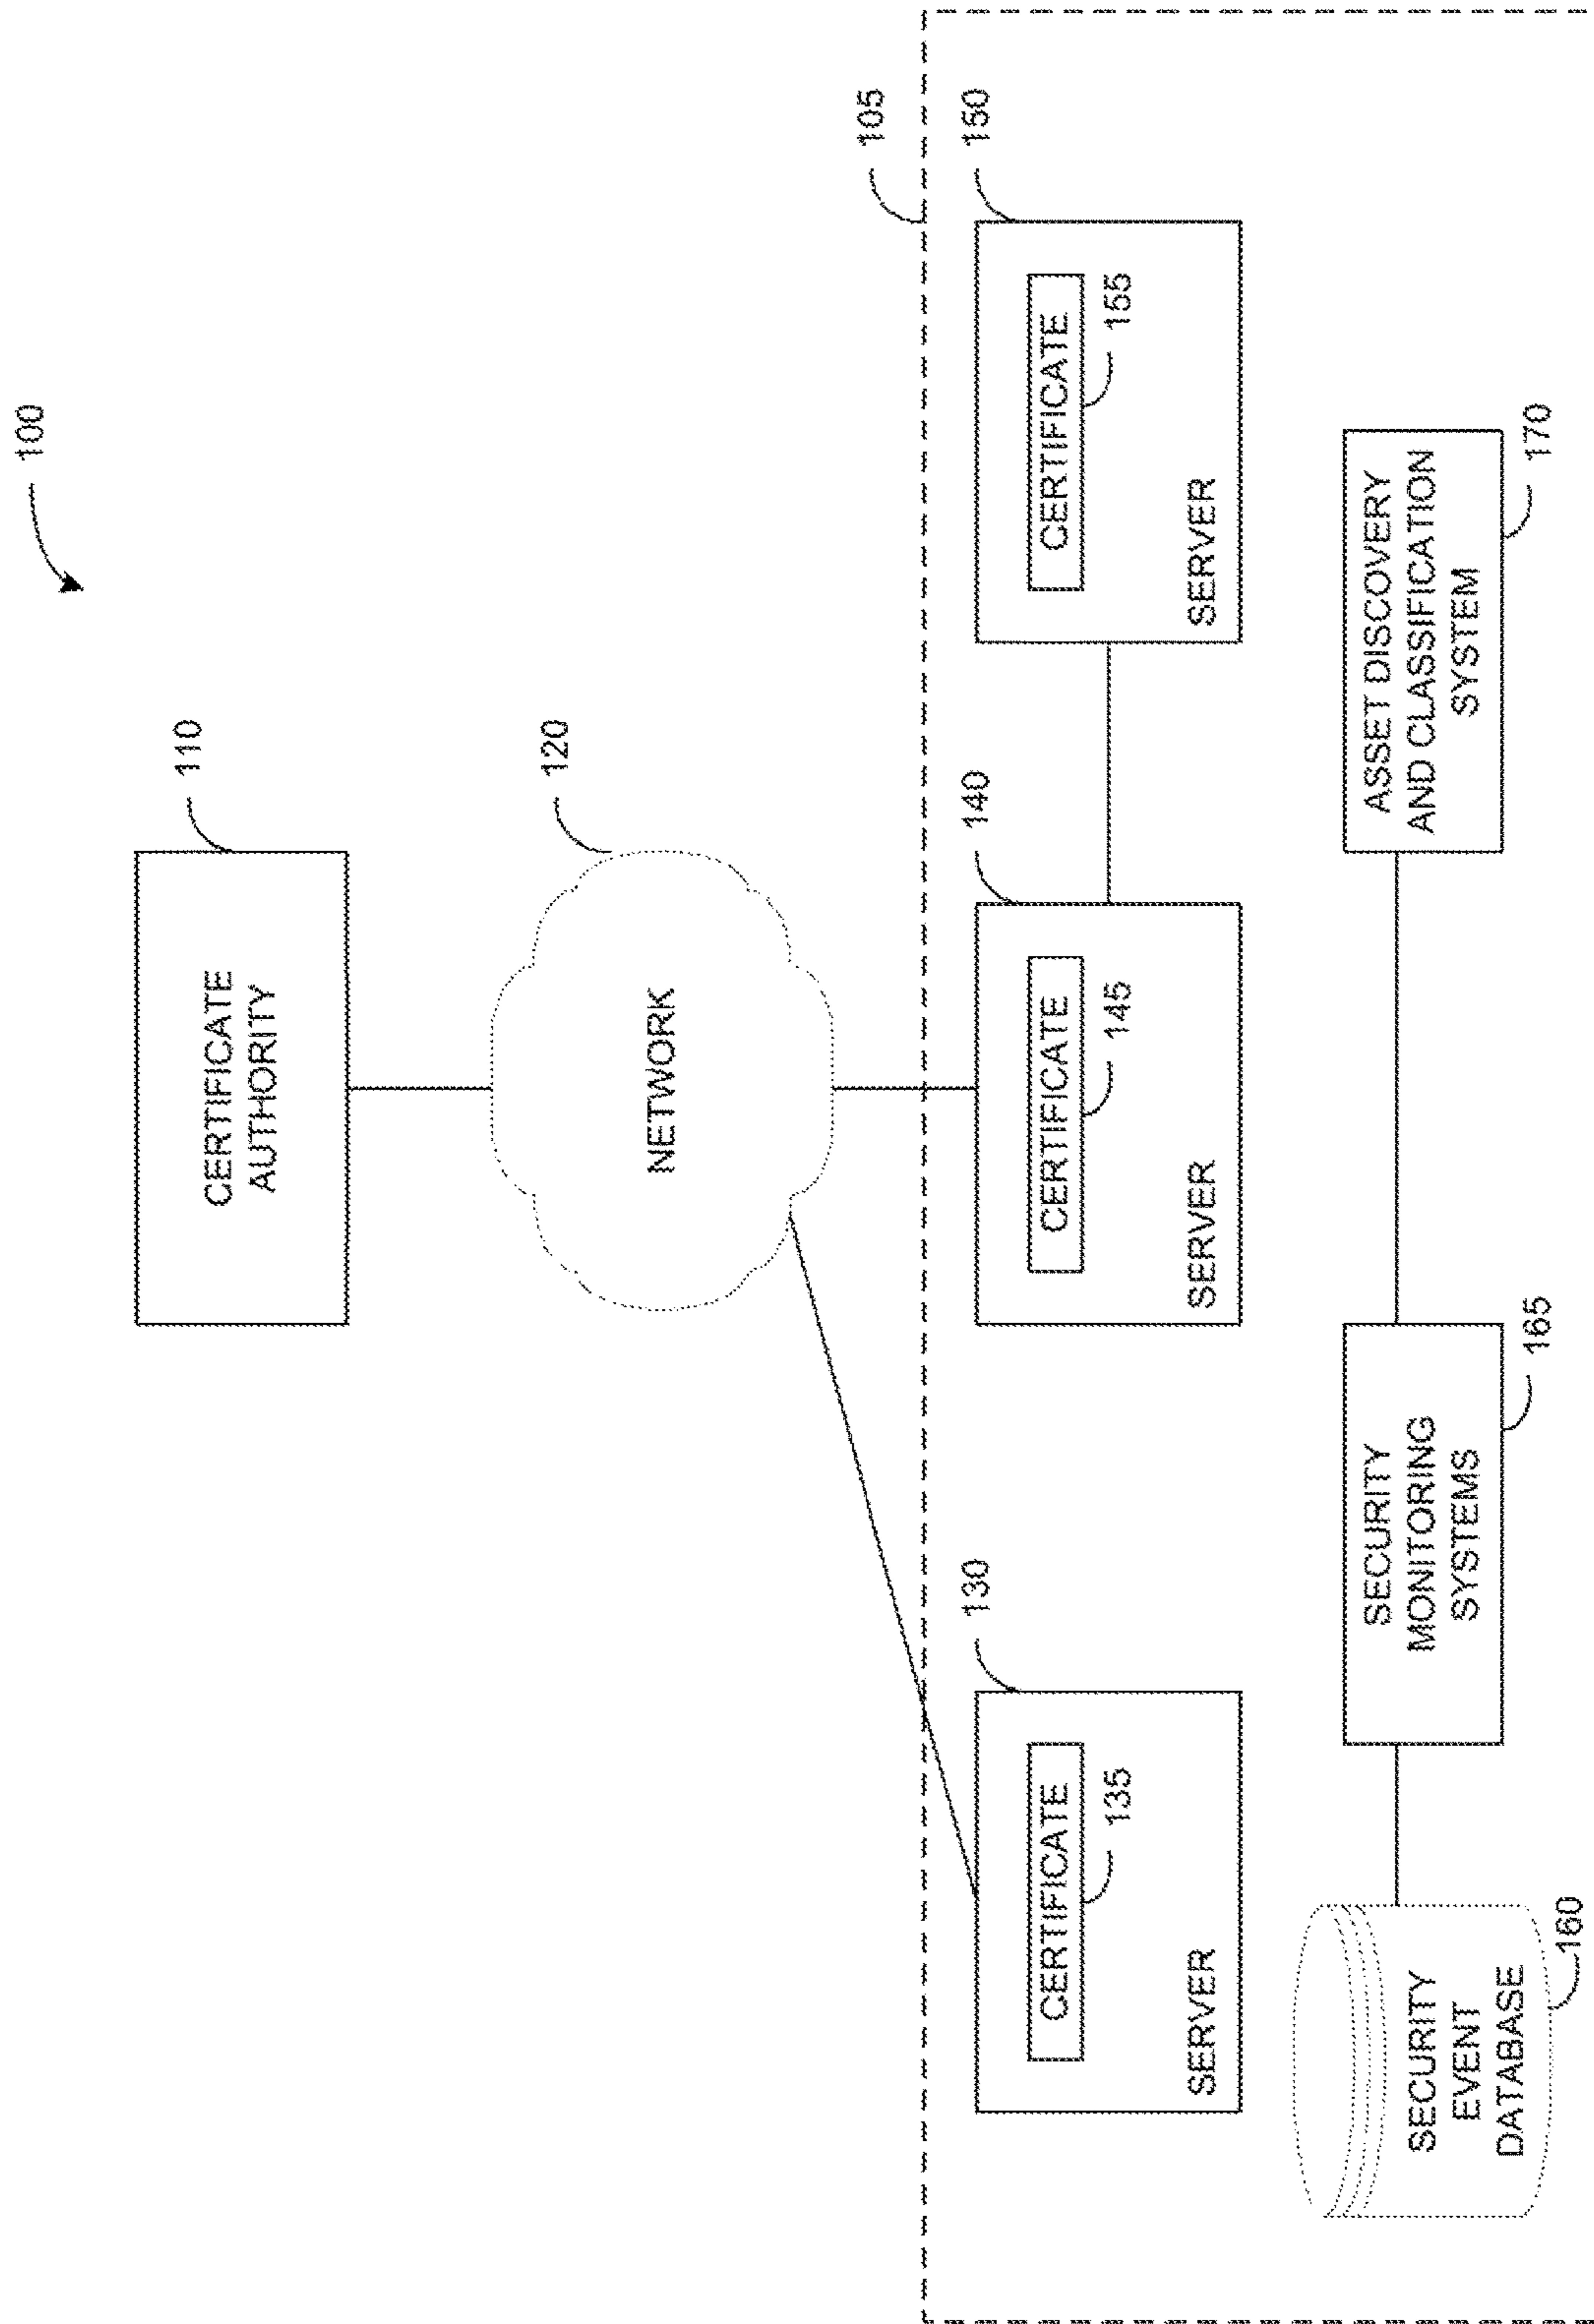 100
CERTIFICATE
AUTHORITY
110
NETWORK
120
105
130
CERTIFICATE
135
SERVER
140
CERTIFICATE
145
SERVER
150
CERTIFICATE
155
SERVER
SECURITY
EVENT
DATABASE
160
SECURITY
MONITORING
SYSTEMS
165
ASSET DISCOVERY
AND CLASSIFICATION
SYSTEM
170